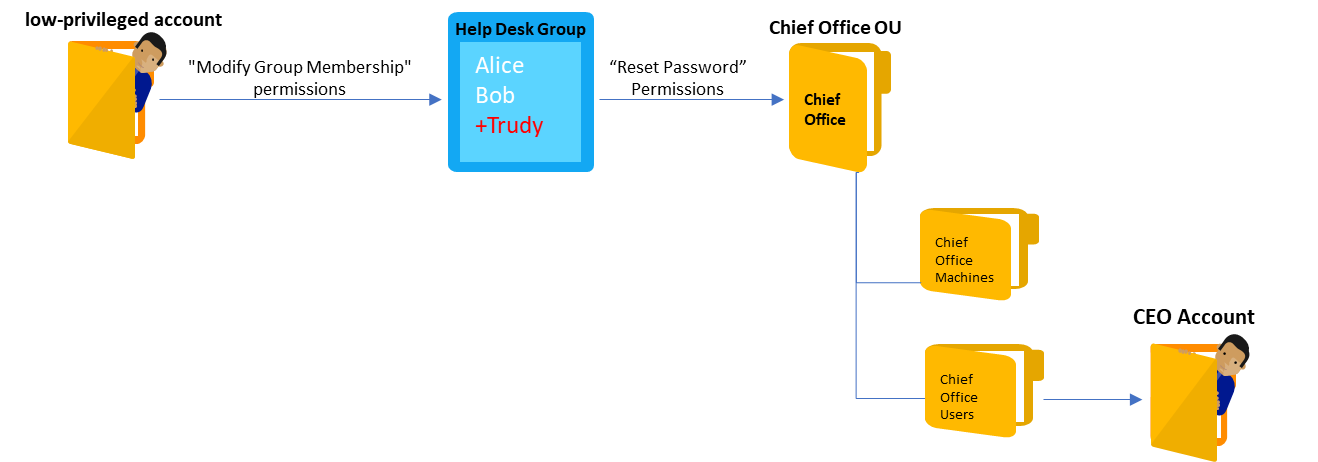 low-privileged account
"Modify Group Membership"
permissions
Help Desk Group
Alice
Bob
+Trudy
“Reset Password”
Permissions
Chief Office OU
Chief
Office
Chief
Office
Machines
Chief
Office
Users
CEO Account